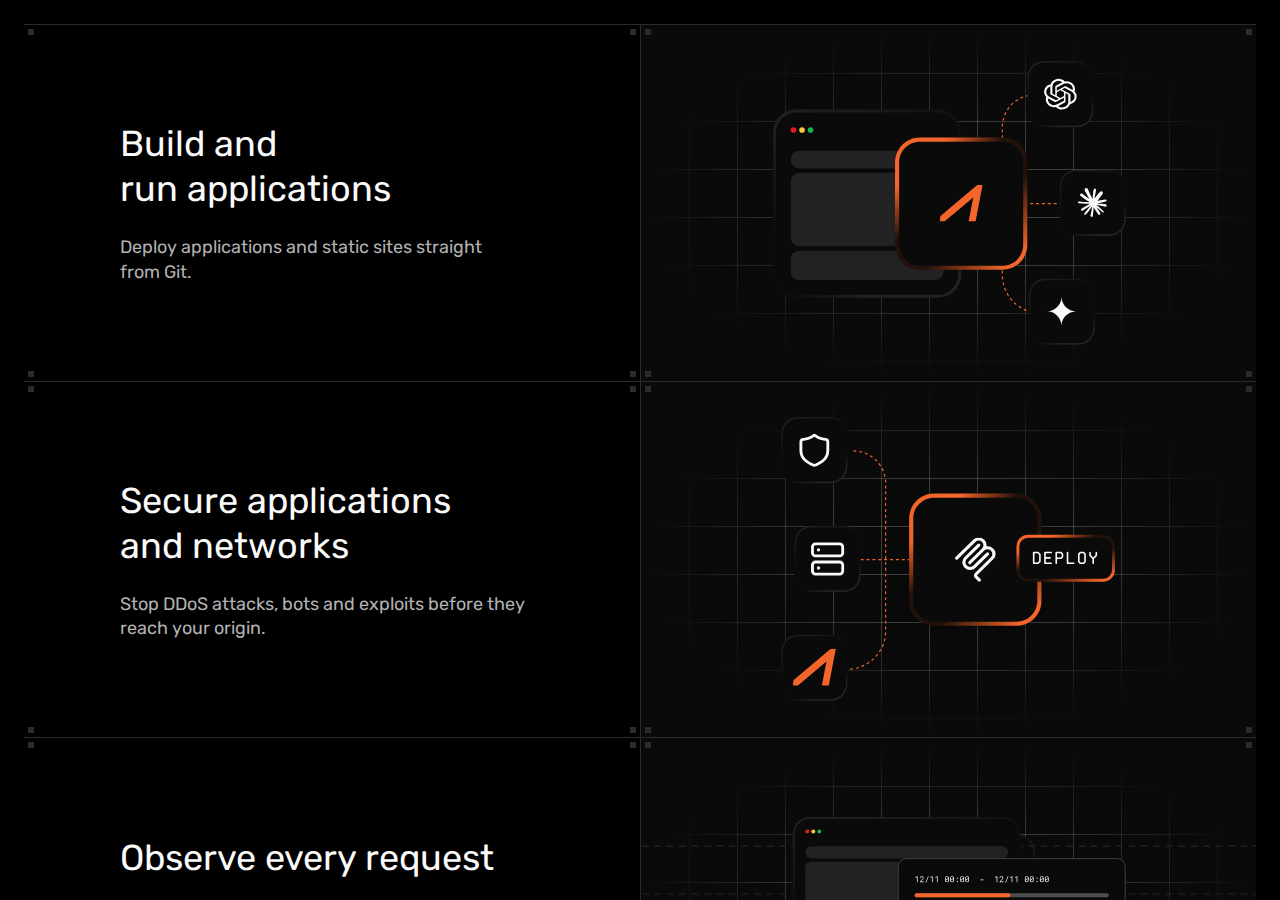 Build and
run applications
Deploy applications and static sites straight
from Git.
Secure applications
and networks
Stop DDoS attacks, bots and exploits before they
reach your origin.
DEPLOY
Observe every request
12/11 00:00 – 12/11 00:00